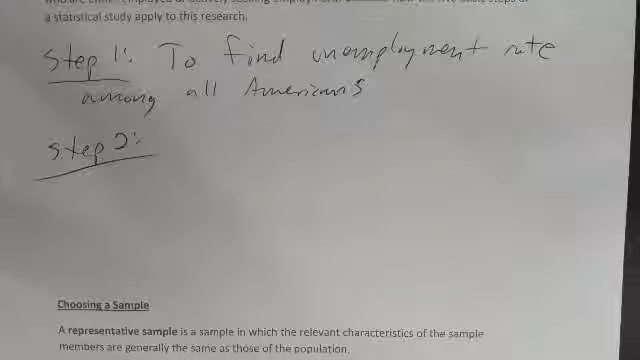 a statistical study apply to this research.
Step 1: To find unemployment rate
among all Americans
Step 2:
Choosing a Sample
A representative sample is a sample in which the relevant characteristics of the sample
members are generally the same as those of the population.